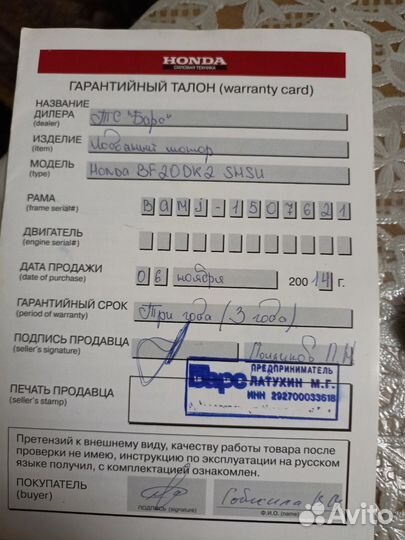 HONDA
СИЛОВАЯ ТЕХНИКА
ГАРАНТИЙНЫЙ ТАЛОН (warranty card)
НАЗВАНИЕ
ДИЛЕРА ТС "Барс"
(dealer)
ИЗДЕЛИЕ Лодочный мотор
(item)
МОДЕЛЬ Honda BF20DK2 SHSU
(type)
РАМА BAMJ-1507621
(frame serial#)
ДВИГАТЕЛЬ
(engine serial#)
ДАТА ПРОДАЖИ 06 ноября 200 14 г.
(date of purchase)
ГАРАНТИЙНЫЙ СРОК Три года (3 года)
(period of warranty)
ПОДПИСЬ ПРОДАВЦА
(seller's signature)
ПЕЧАТЬ ПРОДАВЦА
(seller's stamp)
Барс ПРЕДПРИНИМАТЕЛЬ
ЛАТУХИН М.Г.
ИНН 292700033618
Претензий к внешнему виду, качеству работы товара после
проверки не имею, инструкцию по эксплуатации на русском
языке получил, с комплектацией ознакомлен.
ПОКУПАТЕЛЬ
(buyer)
ПОДПИСЬ (signature)
Ф.И.О. (name)
Avito